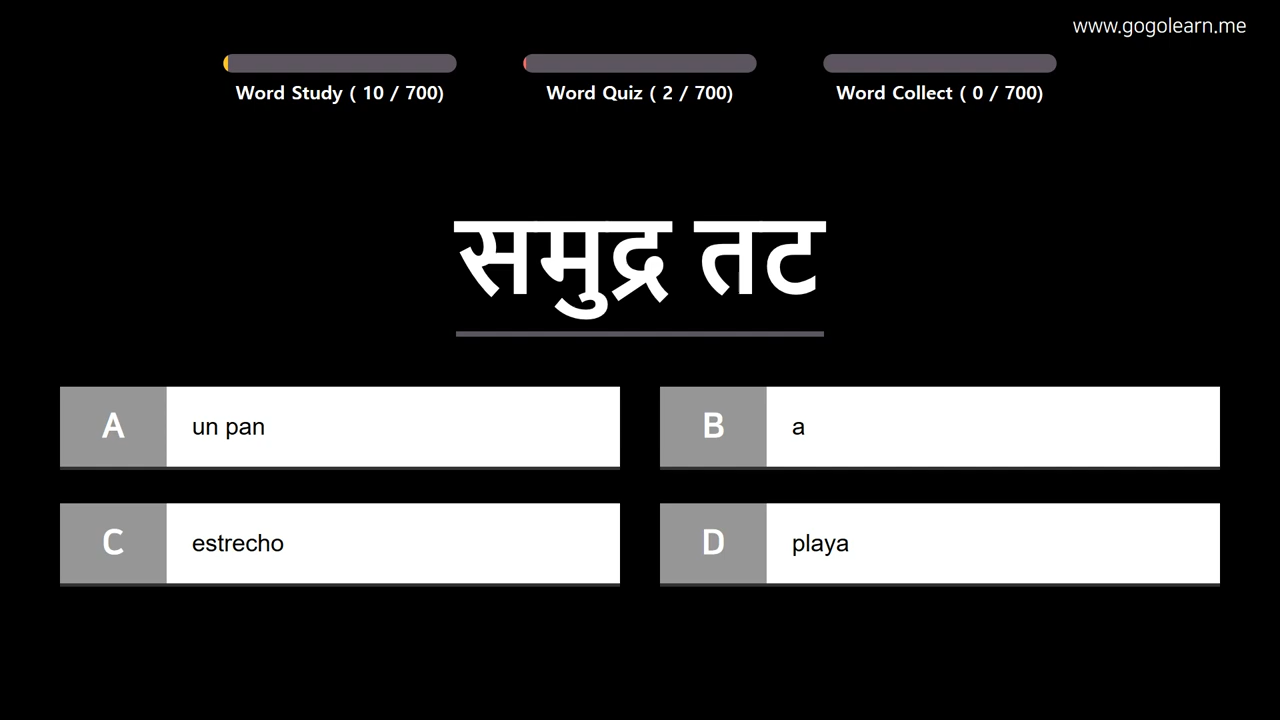 www.gogolearn.me
Word Study ( 10 / 700)
Word Quiz ( 2 / 700)
Word Collect ( 0 / 700)
समुद्र तट
A
un pan
B
a
C
estrecho
D
playa